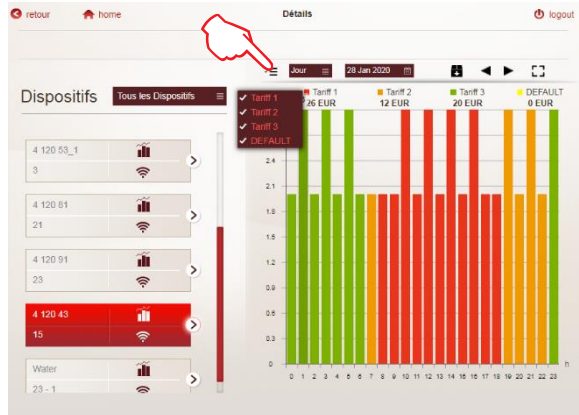 retour home Détails logout
Jour 28 Jan 2020
Dispositifs Tous les Dispositifs
Tariff 1
Tariff 2
Tariff 3
DEFAULT
Tariff 1 Tariff 2 Tariff 3 DEFAULT
26 EUR 12 EUR 20 EUR 0 EUR
4 120 53_1
3
4 120 81
21
4 120 91
23
4 120 43
15
Water
23 - 1
2.4
2.1
1.8
1.5
1.2
0.9
0.6
0.3
0
0 1 2 3 4 5 6 7 8 9 10 11 12 13 14 15 16 17 18 19 20 21 22 23 h